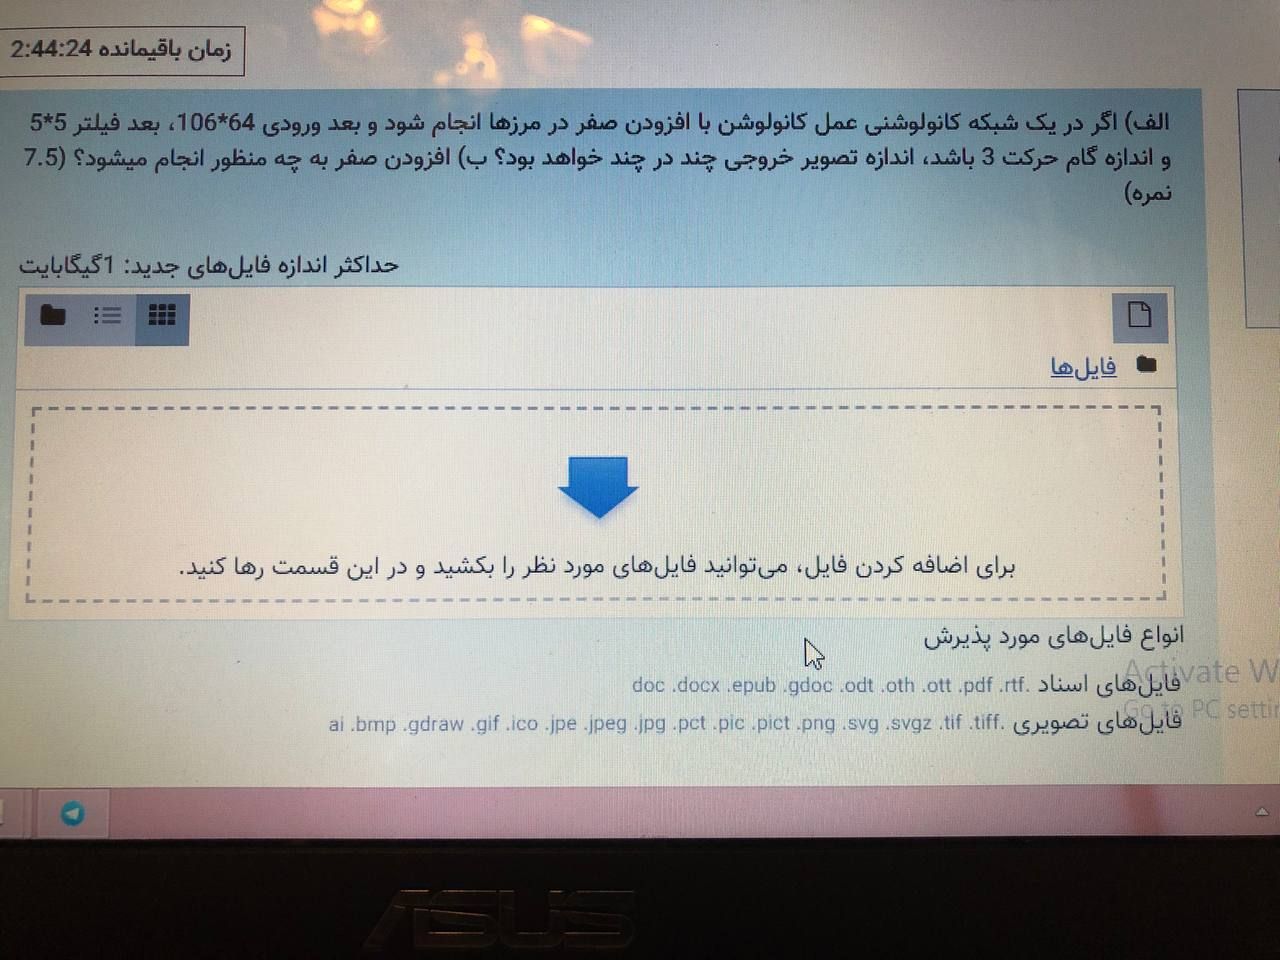 زمان باقیمانده 2:44:24
الف) اگر در یک شبکه کانولوشنی عمل کانولوشن با افزودن صفر در مرزها انجام شود و بعد ورودی 64*106، بعد فیلتر 5*5
و اندازه گام حرکت 3 باشد، اندازه تصویر خروجی چند در چند خواهد بود؟ ب) افزودن صفر به چه منظور انجام میشود؟ (7.5
نمره)
حداکثر اندازه فایل‌های جدید: 1گیگابایت
فایل‌ها
برای اضافه کردن فایل، می‌توانید فایل‌های مورد نظر را بکشید و در این قسمت رها کنید.
انواع فایل‌های مورد پذیرش
فایل‌های اسناد .doc .docx .epub .gdoc .odt .oth .ott .pdf .rtf
فایل‌های تصویری .ai .bmp .gdraw .gif .ico .jpe .jpeg .jpg .pct .pic .pict .png .svg .svgz .tif .tiff
Activate W
Go to PC settin
ASUS